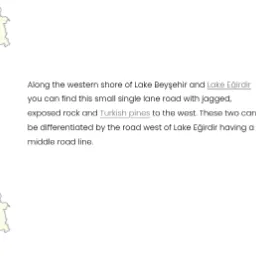 Along the western shore of Lake Beyşehir and Lake Eğirdir
you can find this small single lane road with jagged,
exposed rock and Turkish pines to the west. These two can
be differentiated by the road west of Lake Eğirdir having a
middle road line.